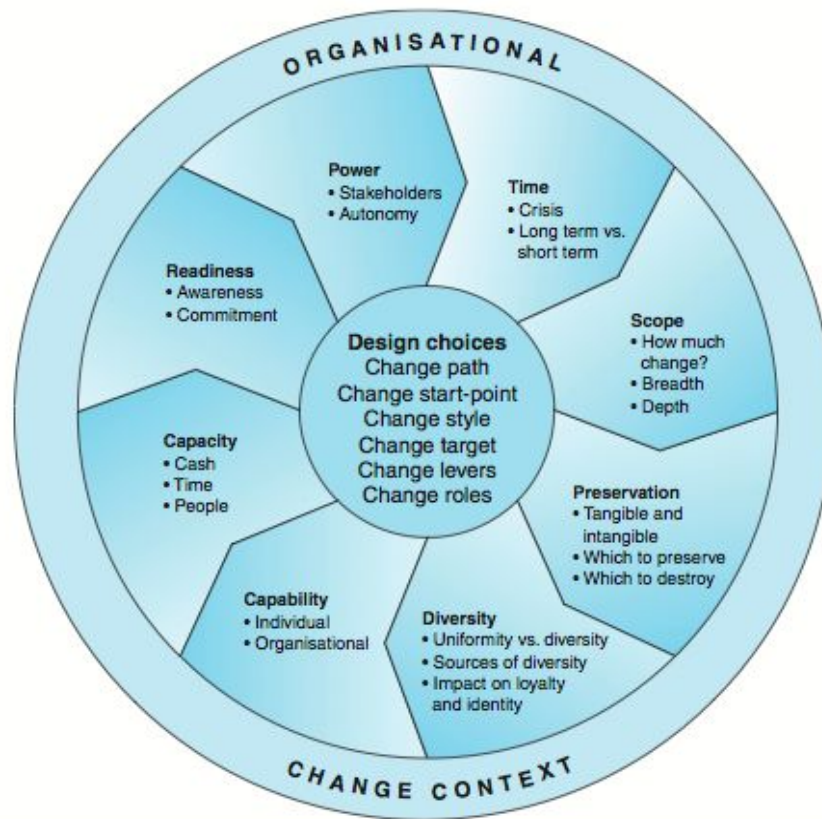 ORGANISATIONAL
Power
• Stakeholders
• Autonomy
Time
• Crisis
• Long term vs.
short term
Readiness
• Awareness
• Commitment
Scope
• How much
change?
• Breadth
• Depth
Design choices
Change path
Change start-point
Change style
Change target
Change levers
Change roles
Capacity
• Cash
• Time
• People
Preservation
• Tangible and
intangible
• Which to preserve
• Which to destroy
Capability
• Individual
• Organisational
Diversity
• Uniformity vs. diversity
• Sources of diversity
• Impact on loyalty
and identity
CHANGE CONTEXT